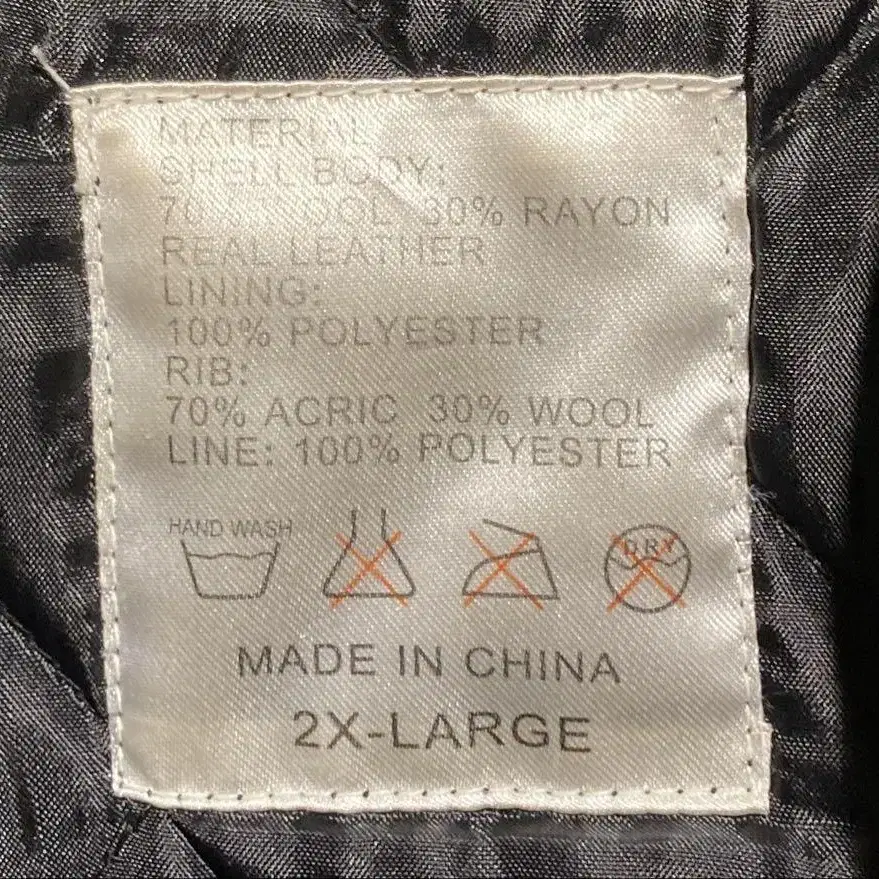 MATERIAL
SHELL BODY:
70% WOOL 30% RAYON
REAL LEATHER
LINING:
100% POLYESTER
RIB:
70% ACRIC 30% WOOL
LINE: 100% POLYESTER
HAND WASH
DRY
MADE IN CHINA
2X-LARGE